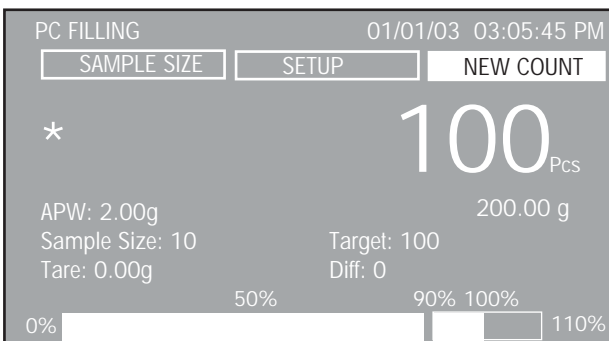 PC FILLING 01/01/03 03:05:45 PM
SAMPLE SIZE SETUP NEW COUNT
* 100 Pcs
APW: 2.00g 200.00 g
Sample Size: 10 Target: 100
Tare: 0.00g Diff: 0
50% 90% 100%
0% 110%